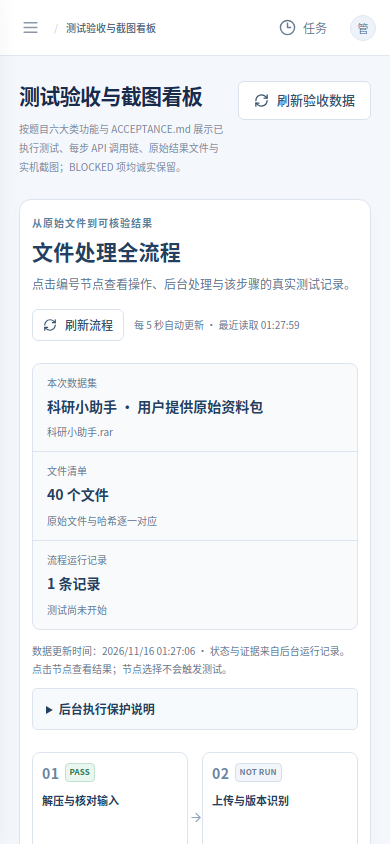 / 测试验收与截图看板
任务
管
测试验收与截图看板
刷新验收数据
按题目六大类功能与 ACCEPTANCE.md 展示已
执行测试、每步 API 调用链、原始结果文件与
实机截图；BLOCKED 项均诚实保留。
从原始文件到可核验结果
文件处理全流程
点击编号节点查看操作、后台处理与该步骤的真实测试记录。
刷新流程
每 5 秒自动更新 · 最近读取 01:27:59
本次数据集
科研小助手 · 用户提供原始资料包
科研小助手.rar
文件清单
40 个文件
原始文件与哈希逐一对应
流程运行记录
1 条记录
测试尚未开始
数据更新时间：2026/11/16 01:27:06 · 状态与证据来自后台运行记录。
点击节点查看结果；节点选择不会触发测试。
▶ 后台执行保护说明
01 PASS
解压与核对输入
→
02 NOT RUN
上传与版本识别